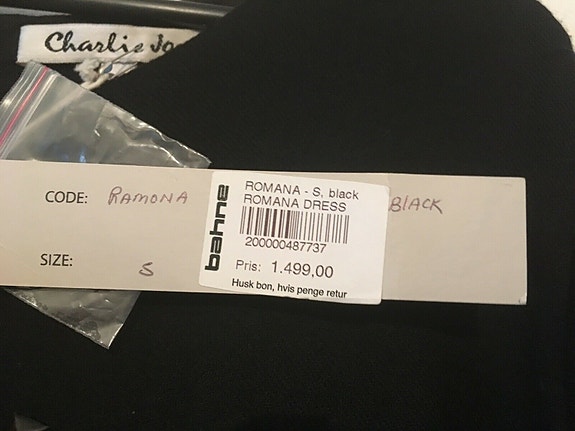 Charlie Joe
CODE: RAMONA
BLACK
SIZE: S
bahne
ROMANA - S, black
ROMANA DRESS
200000487737
Pris: 1.499,00
Husk bon, hvis penge retur